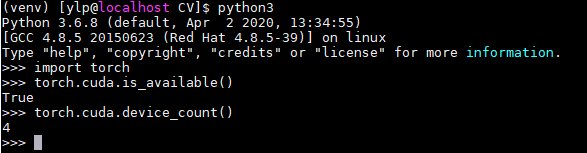 (venv) [ylp@localhost CV]$ python3
Python 3.6.8 (default, Apr  2 2020, 13:34:55)
[GCC 4.8.5 20150623 (Red Hat 4.8.5-39)] on linux
Type "help", "copyright", "credits" or "license" for more information.
>>> import torch
>>> torch.cuda.is_available()
True
>>> torch.cuda.device_count()
4
>>>